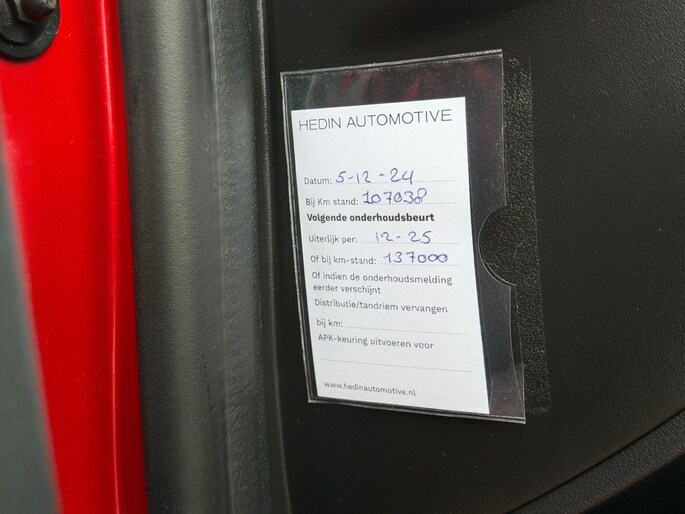 HEDIN AUTOMOTIVE
Datum: 5-12-24
Bij Km stand: 107038
Volgende onderhoudsbeurt
Uiterlijk per: 12-25
Of bij km-stand: 137000
Of indien de onderhoudsmelding
eerder verschijnt
Distributie/tandriem vervangen
bij km:
APK-keuring uitvoeren voor
www.hedinautomotive.nl